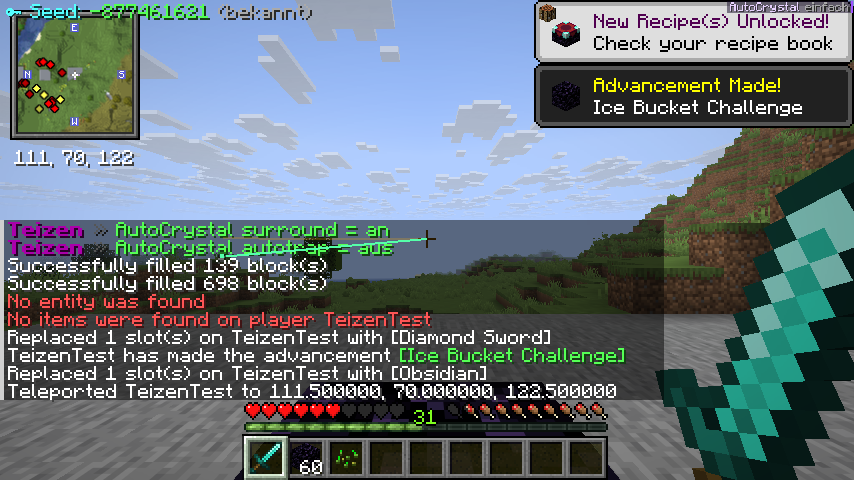 Seed: -877461621 (bekannt)
AutoCrystal einfach
New Recipe(s) Unlocked!
Check your recipe book
Advancement Made!
Ice Bucket Challenge
E
N
S
W
111, 70, 122
Teizen » AutoCrystal surround = an
Teizen » AutoCrystal autotrap = aus
Successfully filled 139 block(s)
Successfully filled 698 block(s)
No entity was found
No items were found on player TeizenTest
Replaced 1 slot(s) on TeizenTest with [Diamond Sword]
TeizenTest has made the advancement [Ice Bucket Challenge]
Replaced 1 slot(s) on TeizenTest with [Obsidian]
Teleported TeizenTest to 111.500000, 70.000000, 122.500000
31
60